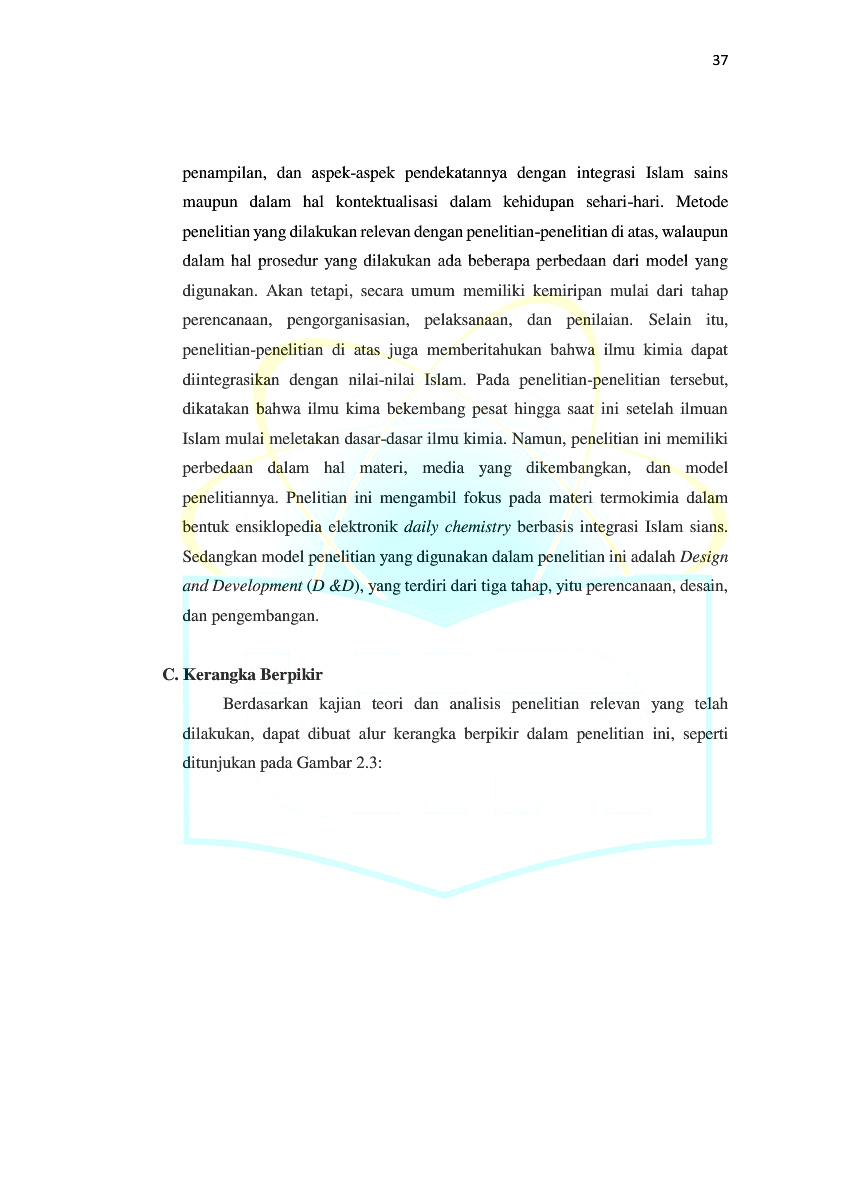 37
penampilan, dan aspek-aspek pendekatannya dengan integrasi Islam sains
maupun dalam hal kontektualisasi dalam kehidupan sehari-hari. Metode
penelitian yang dilakukan relevan dengan penelitian-penelitian di atas, walaupun
dalam hal prosedur yang dilakukan ada beberapa perbedaan dari model yang
digunakan. Akan tetapi, secara umum memiliki kemiripan mulai dari tahap
perencanaan, pengorganisasian, pelaksanaan, dan penilaian. Selain itu,
penelitian-penelitian di atas juga memberitahukan bahwa ilmu kimia dapat
diintegrasikan dengan nilai-nilai Islam. Pada penelitian-penelitian tersebut,
dikatakan bahwa ilmu kima bekembang pesat hingga saat ini setelah ilmuan
Islam mulai meletakan dasar-dasar ilmu kimia. Namun, penelitian ini memiliki
perbedaan dalam hal materi, media yang dikembangkan, dan model
penelitiannya. Pnelitian ini mengambil fokus pada materi termokimia dalam
bentuk ensiklopedia elektronik daily chemistry berbasis integrasi Islam sians.
Sedangkan model penelitian yang digunakan dalam penelitian ini adalah Design
and Development (D &D), yang terdiri dari tiga tahap, yitu perencanaan, desain,
dan pengembangan.
C. Kerangka Berpikir
Berdasarkan kajian teori dan analisis penelitian relevan yang telah
dilakukan, dapat dibuat alur kerangka berpikir dalam penelitian ini, seperti
ditunjukan pada Gambar 2.3: